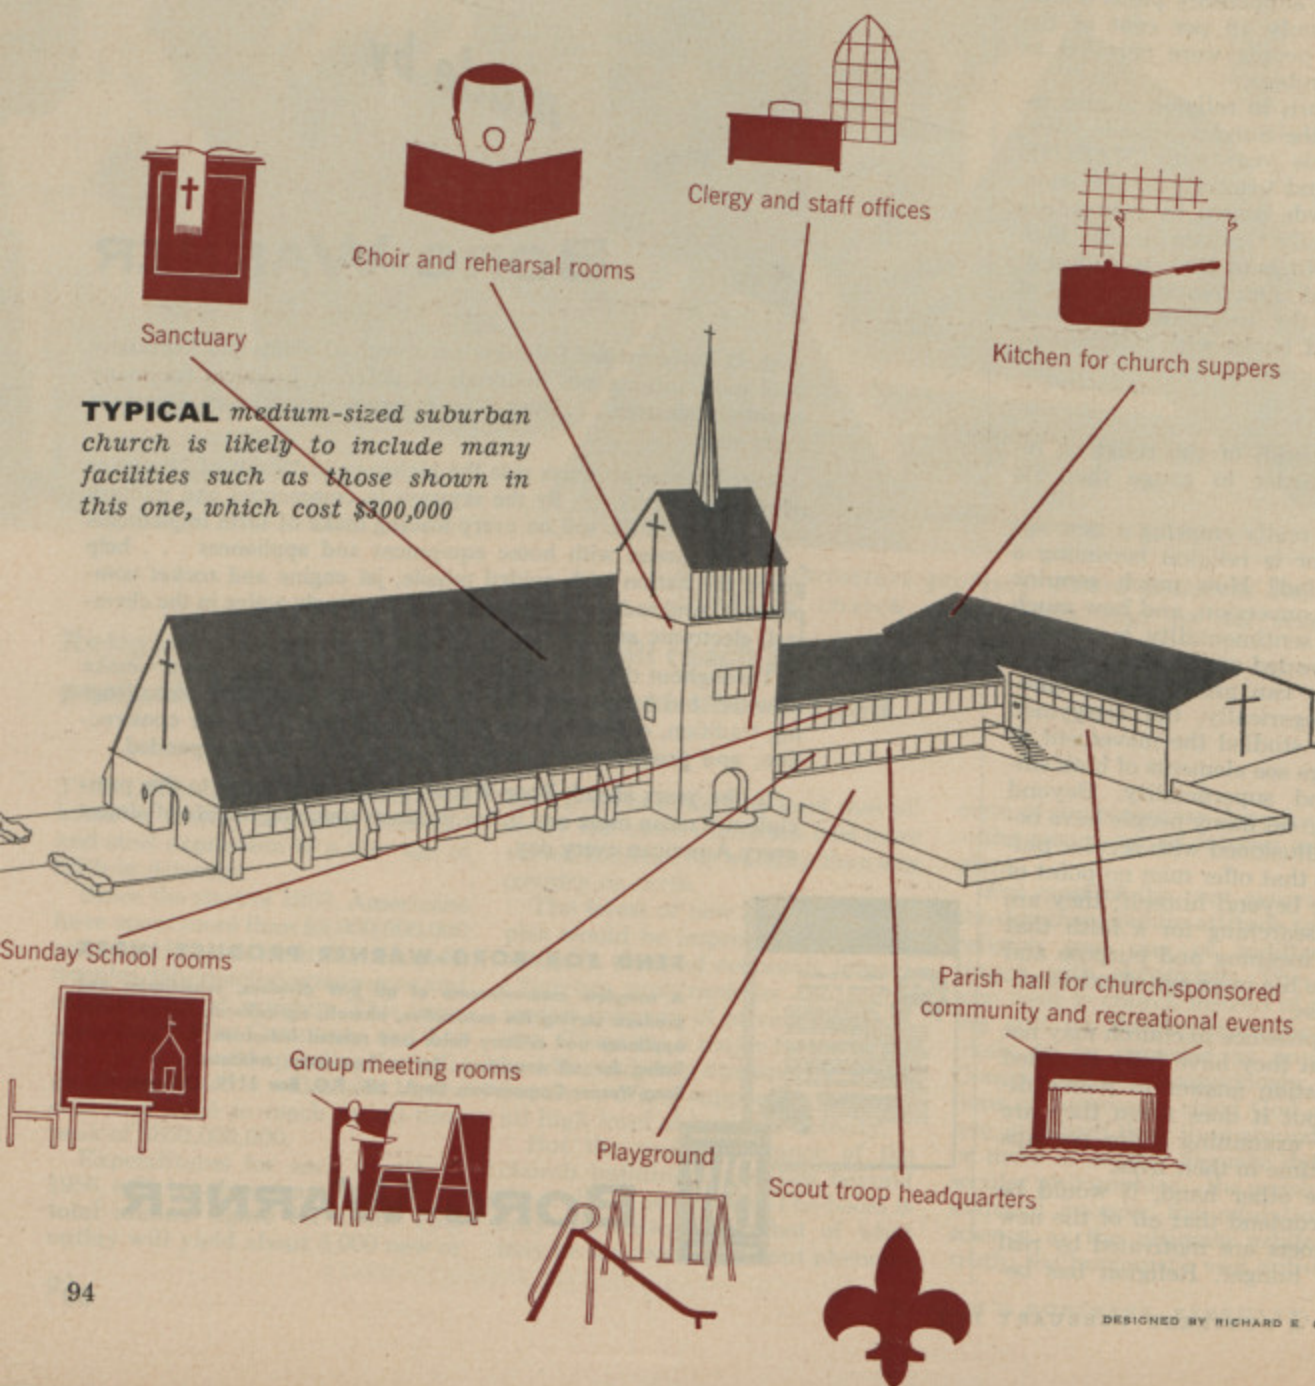 Clergy and staff offices
Choir and rehearsal rooms
Sanctuary
Kitchen for church suppers
TYPICAL medium-sized suburban
church is likely to include many
facilities such as those shown in
this one, which cost $300,000
Sunday School rooms
Group meeting rooms
Playground
Scout troop headquarters
Parish hall for church-sponsored
community and recreational events
94
DESIGNED BY RICHARD E.